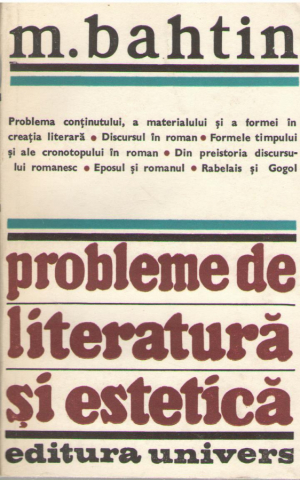 m.bahtin
Problema conținutului, a materialului și a formei în
creația literară • Discursul în roman • Formele timpului
și ale cronotopului în roman • Din preistoria discursu-
lui romanesc • Eposul și romanul • Rabelais și Gogol
probleme de
literatură
și estetică
editura univers